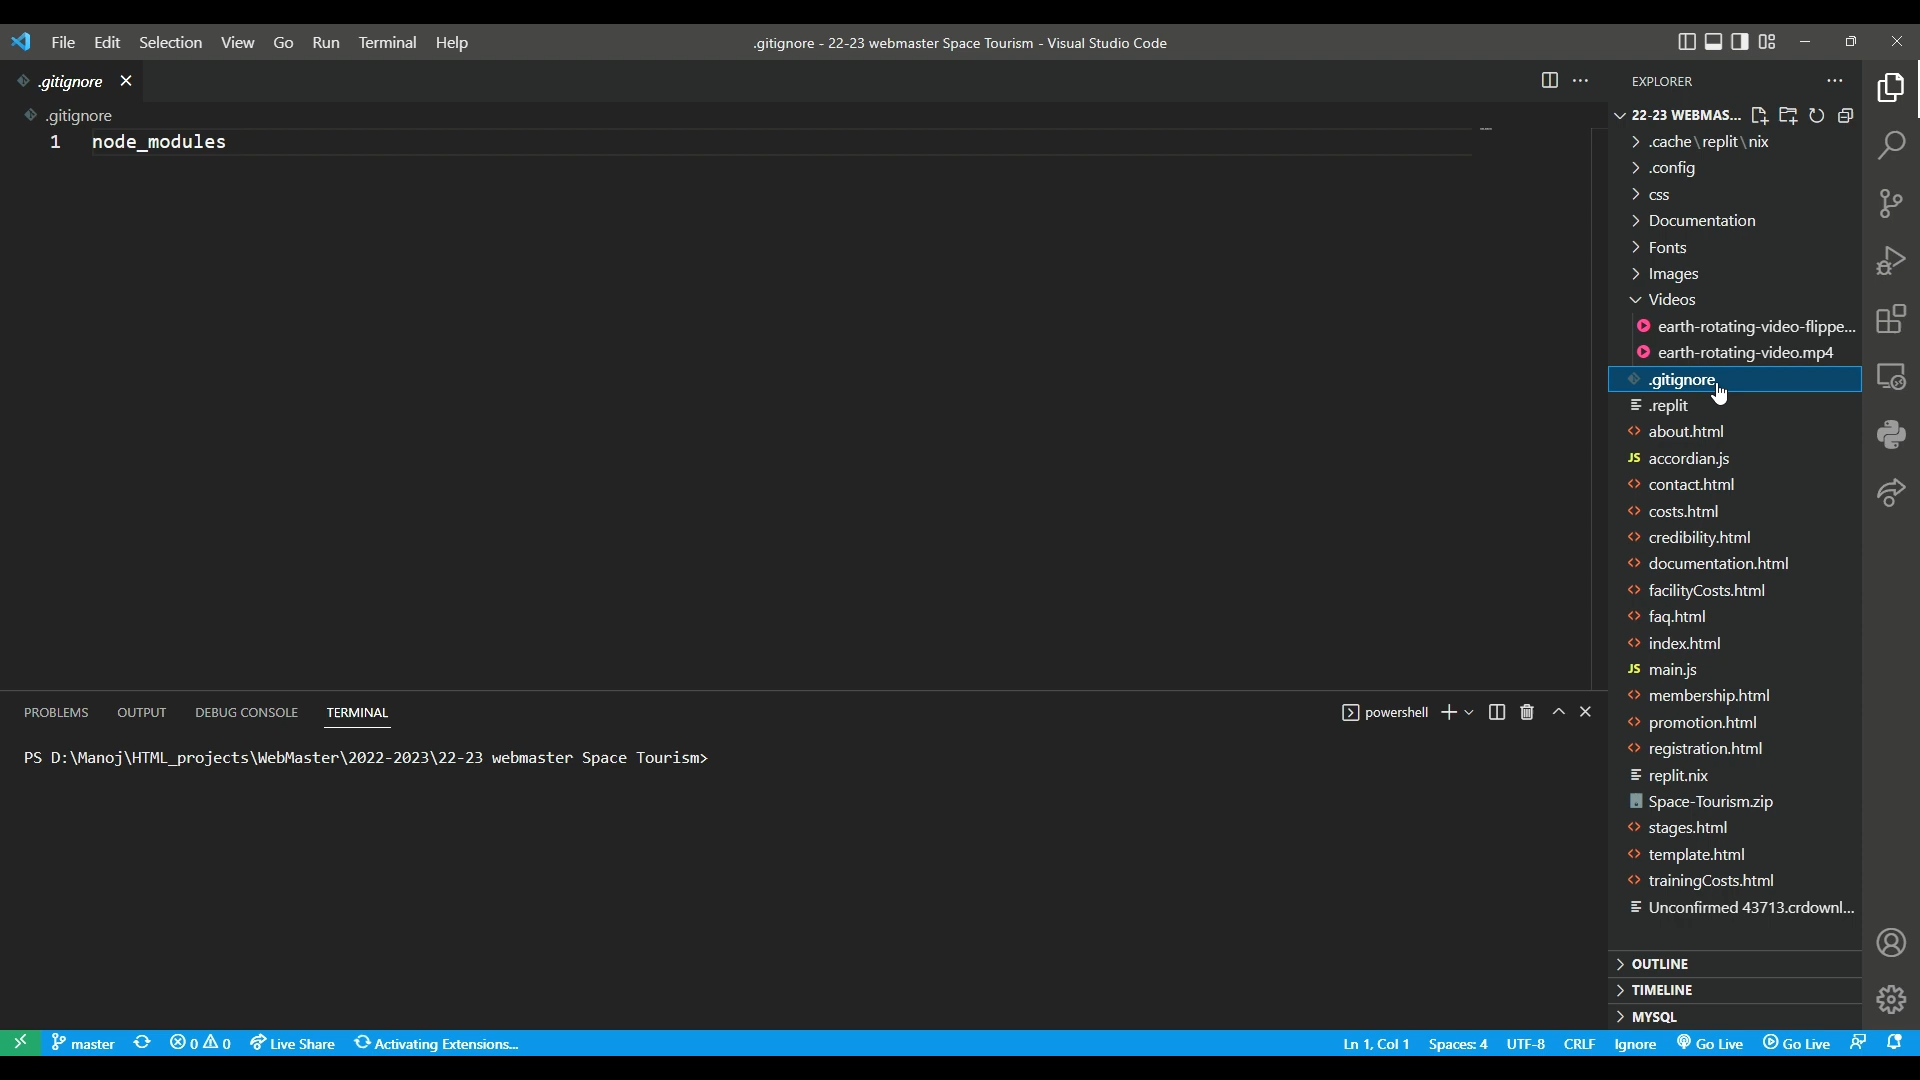 File Edit Selection View Go Run Terminal Help
.gitignore - 22-23 webmaster Space Tourism - Visual Studio Code
.gitignore
.gitignore
1 node_modules
PROBLEMS OUTPUT DEBUG CONSOLE TERMINAL
powershell
PS D:\Manoj\HTML_projects\WebMaster\2022-2023\22-23 webmaster Space Tourism>
EXPLORER
22-23 WEBMAS...
.cache\replit\nix
.config
css
Documentation
Fonts
Images
Videos
earth-rotating-video-flippe...
earth-rotating-video.mp4
.gitignore
.replit
about.html
JS accordian.js
contact.html
costs.html
credibility.html
documentation.html
facilityCosts.html
faq.html
index.html
JS main.js
membership.html
promotion.html
registration.html
replit.nix
Space-Tourism.zip
stages.html
template.html
trainingCosts.html
Unconfirmed 43713.crdownl...
OUTLINE
TIMELINE
MYSQL
master 0 0 Live Share Activating Extensions... Ln 1, Col 1 Spaces: 4 UTF-8 CRLF Ignore Go Live Go Live